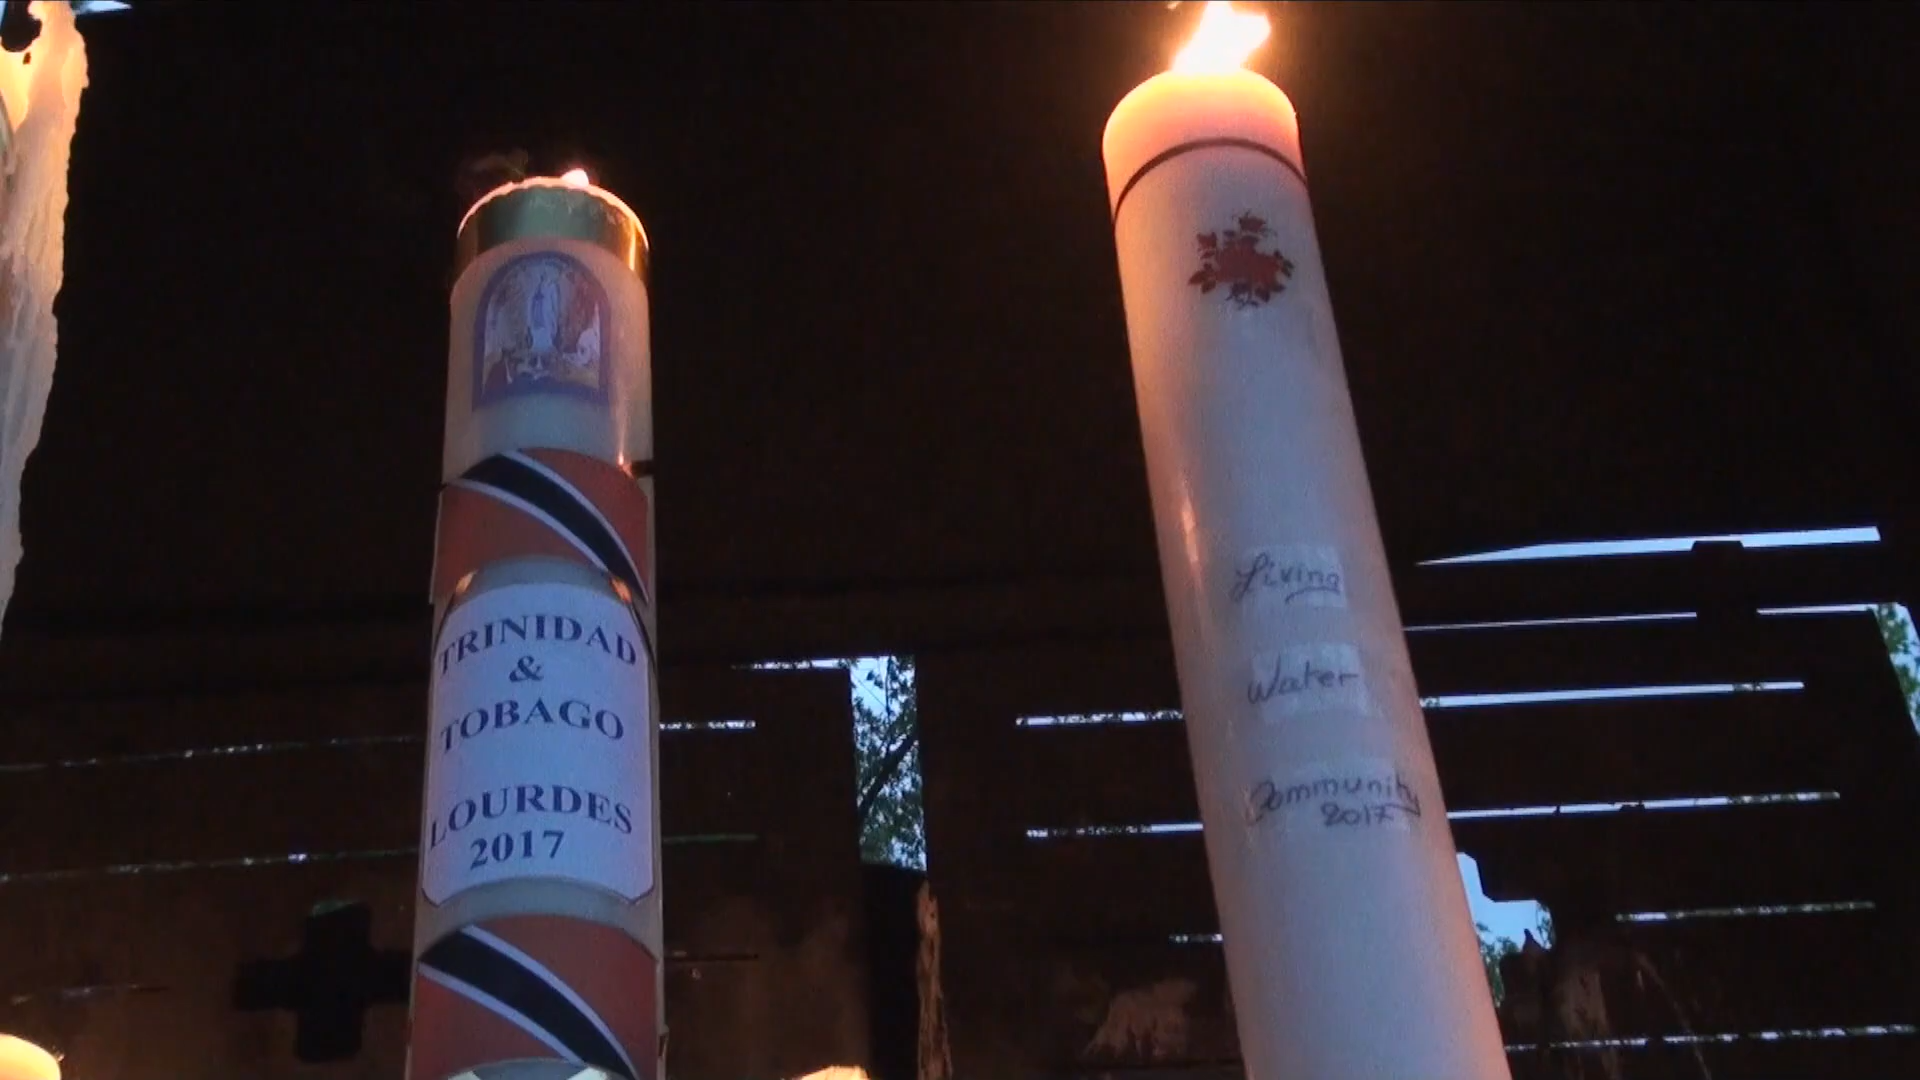 TRINIDAD
&
TOBAGO
LOURDES
2017
Living
Water
Community
2017